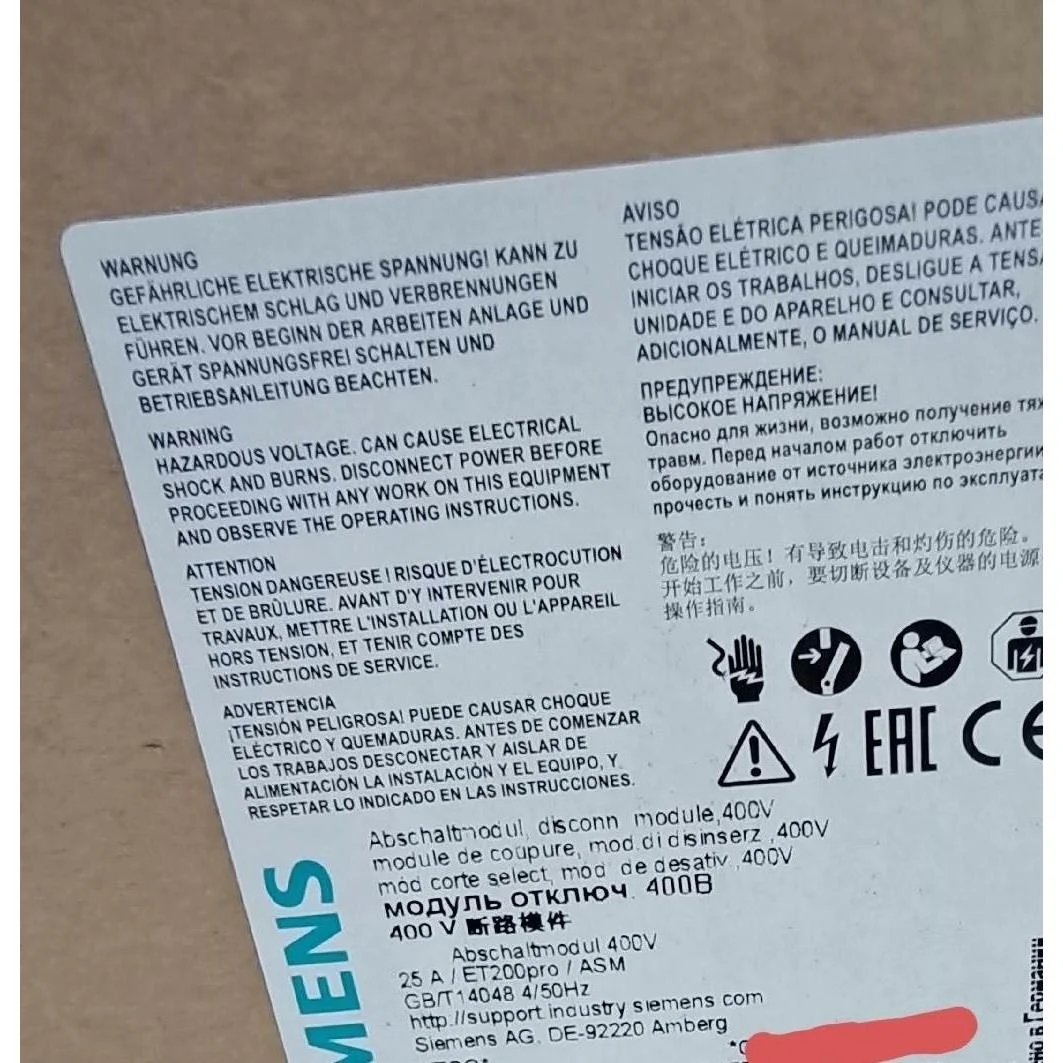 WARNUNG
GEFÄHRLICHE ELEKTRISCHE SPANNUNG! KANN ZU
ELEKTRISCHEM SCHLAG UND VERBRENNUNGEN
FÜHREN. VOR BEGINN DER ARBEITEN ANLAGE UND
GERÄT SPANNUNGSFREI SCHALTEN UND
BETRIEBSANLEITUNG BEACHTEN.
WARNING
HAZARDOUS VOLTAGE. CAN CAUSE ELECTRICAL
SHOCK AND BURNS. DISCONNECT POWER BEFORE
PROCEEDING WITH ANY WORK ON THIS EQUIPMENT
AND OBSERVE THE OPERATING INSTRUCTIONS.
ATTENTION
TENSION DANGEREUSE ! RISQUE D'ÉLECTROCUTION
ET DE BRÛLURE. AVANT D'Y INTERVENIR POUR
TRAVAUX, METTRE L'INSTALLATION OU L'APPAREIL
HORS TENSION, ET TENIR COMPTE DES
INSTRUCTIONS DE SERVICE.
ADVERTENCIA
¡TENSIÓN PELIGROSA! PUEDE CAUSAR CHOQUE
ELÉCTRICO Y QUEMADURAS. ANTES DE COMENZAR
LOS TRABAJOS DESCONECTAR Y AISLAR DE
ALIMENTACIÓN LA INSTALACIÓN Y EL EQUIPO, Y
RESPETAR LO INDICADO EN LAS INSTRUCCIONES.
AVISO
TENSÃO ELÉTRICA PERIGOSA! PODE CAUSA
CHOQUE ELÉTRICO E QUEIMADURAS. ANTE
INICIAR OS TRABALHOS, DESLIGUE A TENSA
UNIDADE E DO APARELHO E CONSULTAR,
ADICIONALMENTE, O MANUAL DE SERVIÇO.
ПРЕДУПРЕЖДЕНИЕ:
ВЫСОКОЕ НАПРЯЖЕНИЕ!
Опасно для жизни, возможно получение тяж
травм. Перед началом работ отключить
оборудование от источника электроэнергии
прочесть и понять инструкцию по эксплуата
警告:
危险的电压! 有导致电击和灼伤的危险。
开始工作之前, 要切断设备及仪器的电源
操作指南。
EAC CE
Abschaltmodul, disconn module,400V
module de coupure, mod.di disinserz ,400V
mód corte select, mod de desativ ,400V
модуль отключ. 400В
400 V 断路模件
Abschaltmodul 400V
25 A / ET200pro / ASM
GB/T14048 4/50Hz
http://support industry siemens com
Siemens AG, DE-92220 Amberg
IEMENS
но в Германии